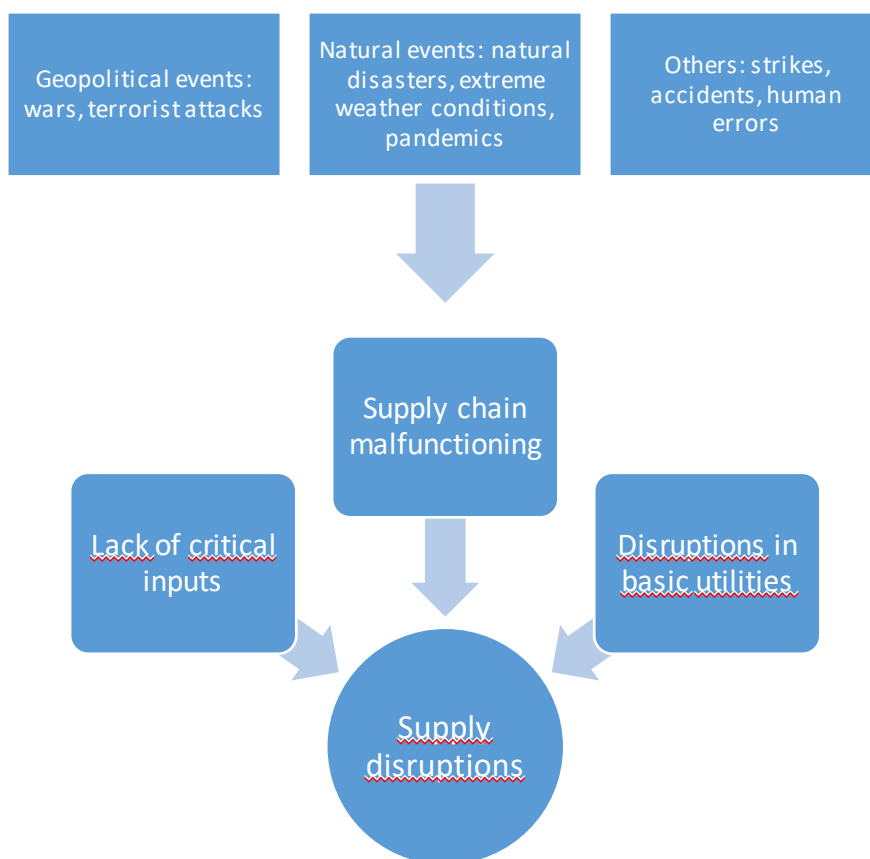 Geopolitical events:
wars, terrorist attacks
Natural events: natural
disasters, extreme
weather conditions,
pandemics
Others: strikes,
accidents, human
errors
Supply chain
malfunctioning
Lack of critical
inputs
Disruptions in
basic utilities
Supply
disruptions